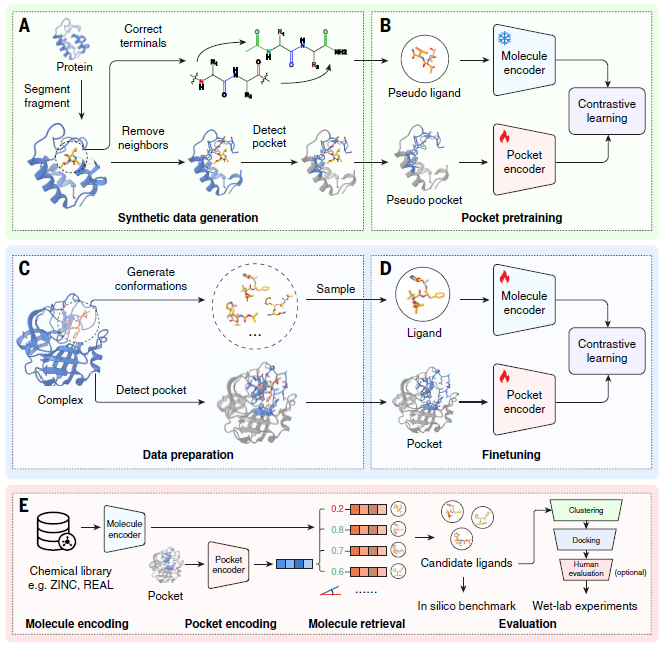 A
Protein
Segment
fragment
Correct
terminals
R₁
H
N
O
H
N
R₂
NH2
R₁
H
N
O
H
N
O
R₂
Remove
neighbors
Detect
pocket
Synthetic data generation
B
Pseudo ligand
Molecule
encoder
Contrastive
learning
Pseudo pocket
Pocket
encoder
Pocket pretraining
C
Complex
Generate
conformations
...
Sample
Detect pocket
Data preparation
D
Ligand
Molecule
encoder
Contrastive
learning
Pocket
Pocket
encoder
Finetuning
E
Chemical library
e.g. ZINC, REAL
Molecule
encoder
Pocket
Pocket
encoder
0.2
0.8
0.7
0.6
......
Candidate ligands
In silico benchmark
Clustering
Docking
Human
evaluation
(optional)
Wet-lab experiments
Molecule encoding
Pocket encoding
Molecule retrieval
Evaluation